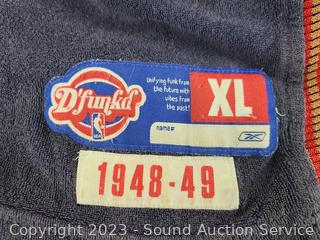 D'funkd
NBA
unifying funk from
the future with
vibes from
the past!
XL
name#
1948-49
Copyright 2023 - Sound Auction Service